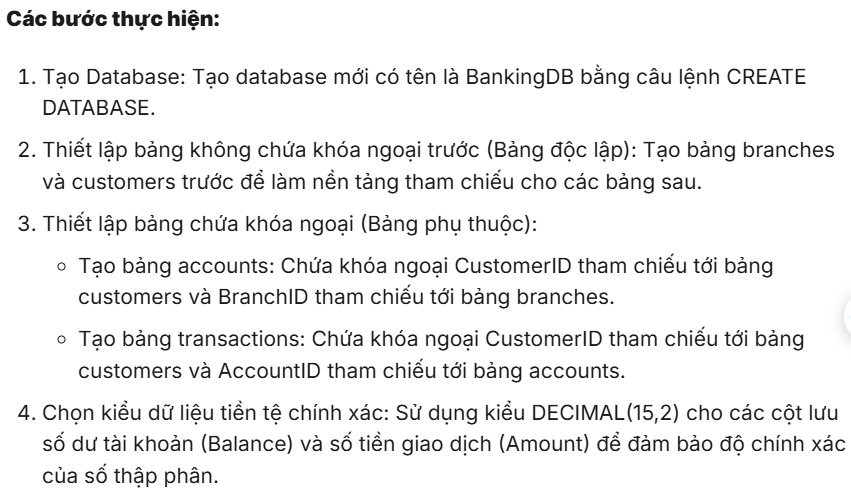 Các bước thực hiện:
1. Tạo Database: Tạo database mới có tên là BankingDB bằng câu lệnh CREATE
DATABASE.
2. Thiết lập bảng không chứa khóa ngoại trước (Bảng độc lập): Tạo bảng branches
và customers trước để làm nền tảng tham chiếu cho các bảng sau.
3. Thiết lập bảng chứa khóa ngoại (Bảng phụ thuộc):
◦ Tạo bảng accounts: Chứa khóa ngoại CustomerID tham chiếu tới bảng
customers và BranchID tham chiếu tới bảng branches.
◦ Tạo bảng transactions: Chứa khóa ngoại CustomerID tham chiếu tới bảng
customers và AccountID tham chiếu tới bảng accounts.
4. Chọn kiểu dữ liệu tiền tệ chính xác: Sử dụng kiểu DECIMAL(15,2) cho các cột lưu
số dư tài khoản (Balance) và số tiền giao dịch (Amount) để đảm bảo độ chính xác
của số thập phân.